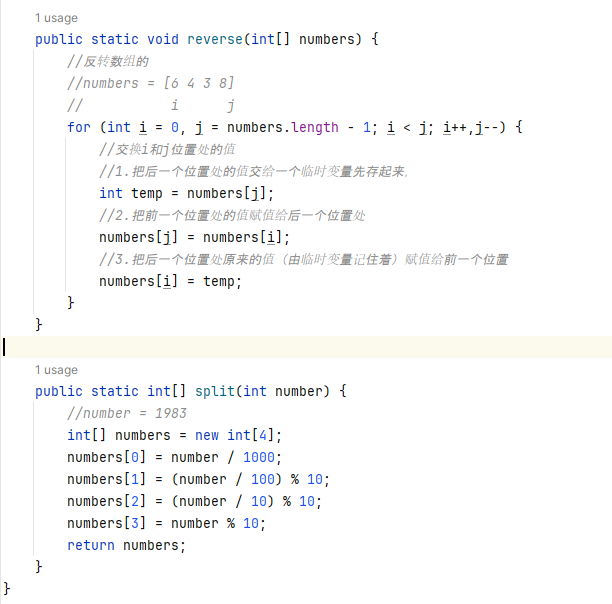 1 usage
public static void reverse(int[] numbers) {
//反转数组的
//numbers = [6 4 3 8]
//           i      j
for (int i = 0, j = numbers.length - 1; i < j; i++,j--) {
//交换i和j位置处的值
//1.把后一个位置处的值交给一个临时变量先存起来，
int temp = numbers[j];
//2.把前一个位置处的值赋值给后一个位置处
numbers[j] = numbers[i];
//3.把后一个位置处原来的值（由临时变量记住着）赋值给前一个位置
numbers[i] = temp;
}
}
1 usage
public static int[] split(int number) {
//number = 1983
int[] numbers = new int[4];
numbers[0] = number / 1000;
numbers[1] = (number / 100) % 10;
numbers[2] = (number / 10) % 10;
numbers[3] = number % 10;
return numbers;
}
}